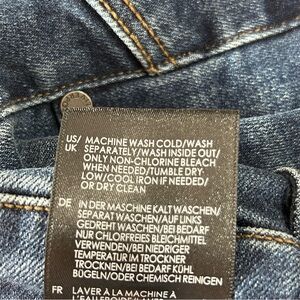 US/ MACHINE WASH COLD/WASH
UK SEPARATELY/WASH INSIDE OUT/
ONLY NON-CHLORINE BLEACH
WHEN NEEDED/TUMBLE DRY-
LOW/COOL IRON IF NEEDED/
OR DRY CLEAN
DE IN DER MASCHINE KALT WASCHEN/
SEPARAT WASCHEN/AUF LINKS
GEDREHT WASCHEN/BEI BEDARF
NUR CHLORFREIES BLEICHMITTEL
VERWENDEN/BEI NIEDRIGER
TEMPERATUR IM TROCKNER
TROCKNEN/BEI BEDARF KÜHL
BÜGELN/ODER CHEMISCH REINIGEN
FR LAVER À LA MACHINE À